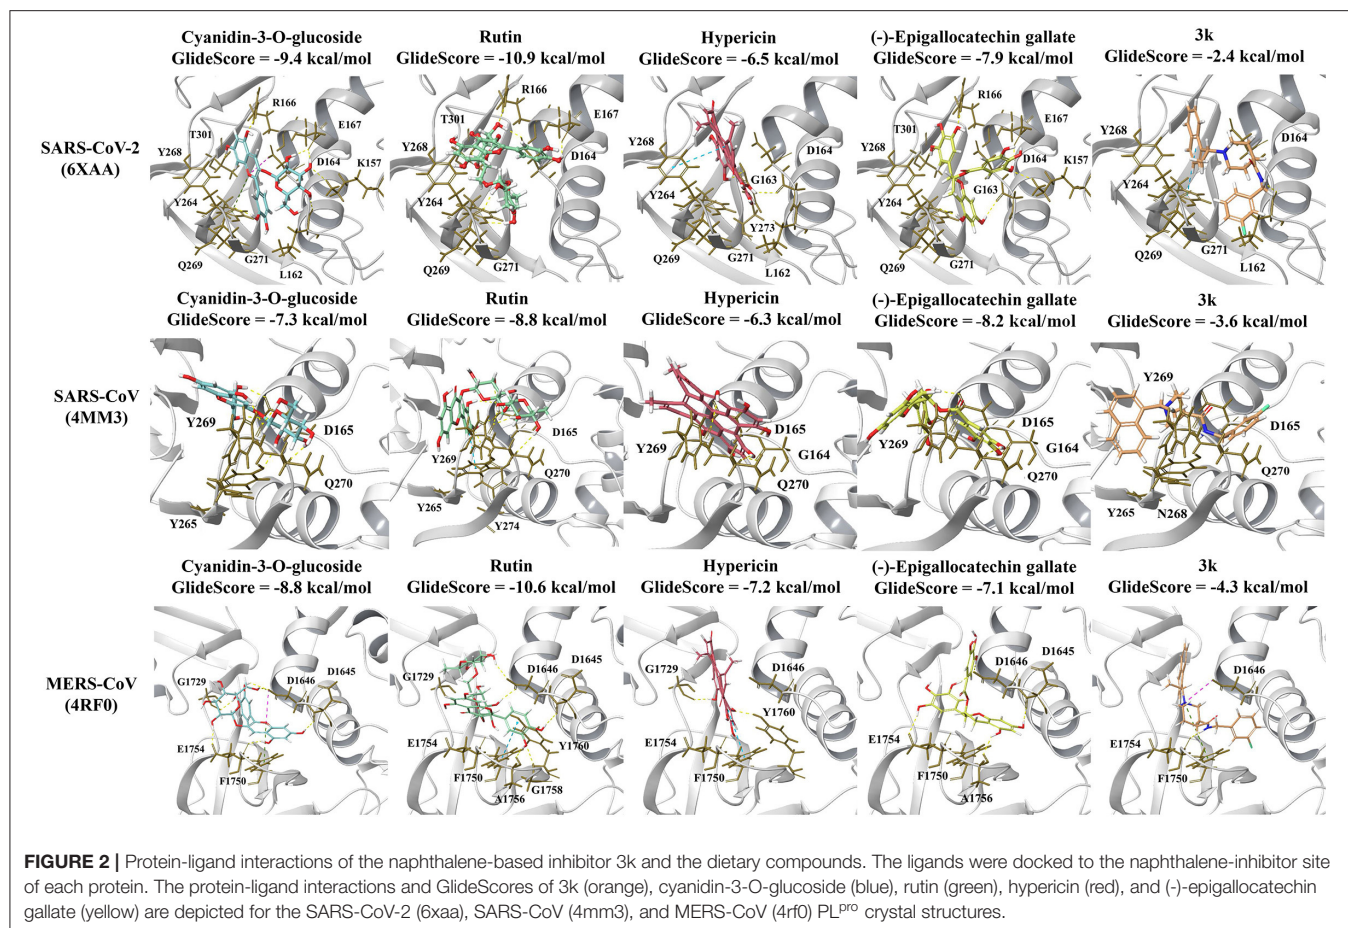 Cyanidin-3-O-glucoside
GlideScore = -9.4 kcal/mol
Rutin
GlideScore = -10.9 kcal/mol
Hypericin
GlideScore = -6.5 kcal/mol
(-)-Epigallocatechin gallate
GlideScore = -7.9 kcal/mol
3k
GlideScore = -2.4 kcal/mol
SARS-CoV-2
(6XAA)
R166
E167
T301
Y268
D164
K157
Y264
Q269
G271
L162
R166
T301
E167
Y268
D164
Y264
Q269
G271
Y268
Y264
G163
Y273
Q269
G271
L162
R166
T301
E167
Y268
D164
K157
Y264
G163
Q269
G271
Y268
D164
Y264
Q269
G271
L162
Cyanidin-3-O-glucoside
GlideScore = -7.3 kcal/mol
Rutin
GlideScore = -8.8 kcal/mol
Hypericin
GlideScore = -6.3 kcal/mol
(-)-Epigallocatechin gallate
GlideScore = -8.2 kcal/mol
3k
GlideScore = -3.6 kcal/mol
SARS-CoV
(4MM3)
Y269
D165
Q270
Y265
D165
Y269
Q270
Y265
Y274
D165
Y269
G164
Q270
D165
Y269
G164
Q270
Y269
D165
Q270
Y265
N268
Cyanidin-3-O-glucoside
GlideScore = -8.8 kcal/mol
Rutin
GlideScore = -10.6 kcal/mol
Hypericin
GlideScore = -7.2 kcal/mol
(-)-Epigallocatechin gallate
GlideScore = -7.1 kcal/mol
3k
GlideScore = -4.3 kcal/mol
MERS-CoV
(4RF0)
D1645
G1729
D1646
E1754
F1750
D1645
D1646
G1729
E1754
Y1760
F1750
G1758
A1756
G1729
D1646
Y1760
E1754
F1750
D1645
D1646
E1754
F1750
A1756
D1646
E1754
F1750
FIGURE 2 | Protein-ligand interactions of the naphthalene-based inhibitor 3k and the dietary compounds. The ligands were docked to the naphthalene-inhibitor site
of each protein. The protein-ligand interactions and GlideScores of 3k (orange), cyanidin-3-O-glucoside (blue), rutin (green), hypericin (red), and (-)-epigallocatechin
gallate (yellow) are depicted for the SARS-CoV-2 (6xaa), SARS-CoV (4mm3), and MERS-CoV (4rf0) PLpro crystal structures.